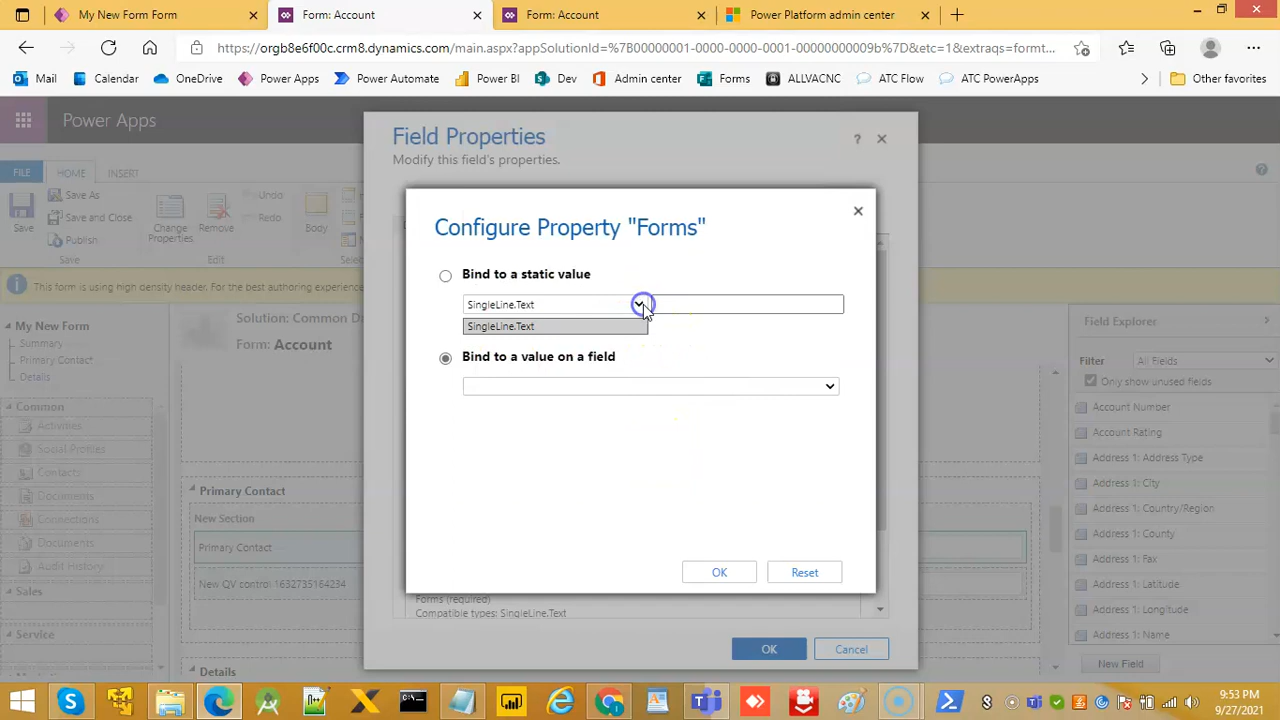 My New Form Form
Form: Account
Form: Account
Power Platform admin center
https://orgb8e6f00c.crm8.dynamics.com/main.aspx?appSolutionId=%7B00000001-0000-0000-0001-00000000009b%7D&etc=1&extraqs=formt...
Mail
Calendar
OneDrive
Power Apps
Power Automate
Power BI
Dev
Admin center
Forms
ALLVACNC
ATC Flow
ATC PowerApps
Other favorites
Power Apps
FILE
HOME
INSERT
Save
Save As
Save and Close
Publish
Save
Change Properties
Remove
Undo
Redo
Edit
Body
Selec
This form is using high density header. For the best authoring experience
My New Form
Summary
Primary Contact
Details
Common
Activities
Social Profiles
Contacts
Documents
Connections
Documents
Audit History
Sales
Service
Solution: Common D
Form: Account
Primary Contact
New Section
Primary Contact
New QV control 1632735164234
Details
Field Properties
Modify this field's properties.
Configure Property "Forms"
Bind to a static value
SingleLine.Text
SingleLine.Text
Bind to a value on a field
OK
Reset
Forms (required)
Compatible types: SingleLine.Text
OK
Cancel
Field Explorer
Filter
All Fields
Only show unused fields
Account Number
Account Rating
Address 1: Address Type
Address 1: City
Address 1: Country/Region
Address 1: County
Address 1: Fax
Address 1: Latitude
Address 1: Longitude
Address 1: Name
New Field
9:53 PM
9/27/2021